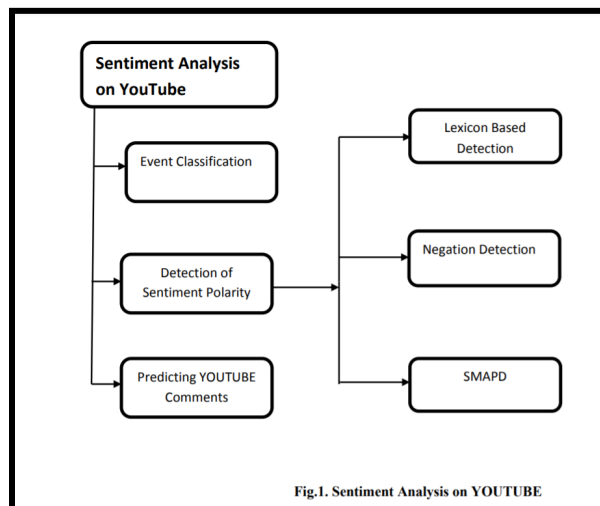 Sentiment Analysis
on YouTube
Event Classification
Detection of
Sentiment Polarity
Predicting YOUTUBE
Comments
Lexicon Based
Detection
Negation Detection
SMAPD
Fig.1. Sentiment Analysis on YOUTUBE